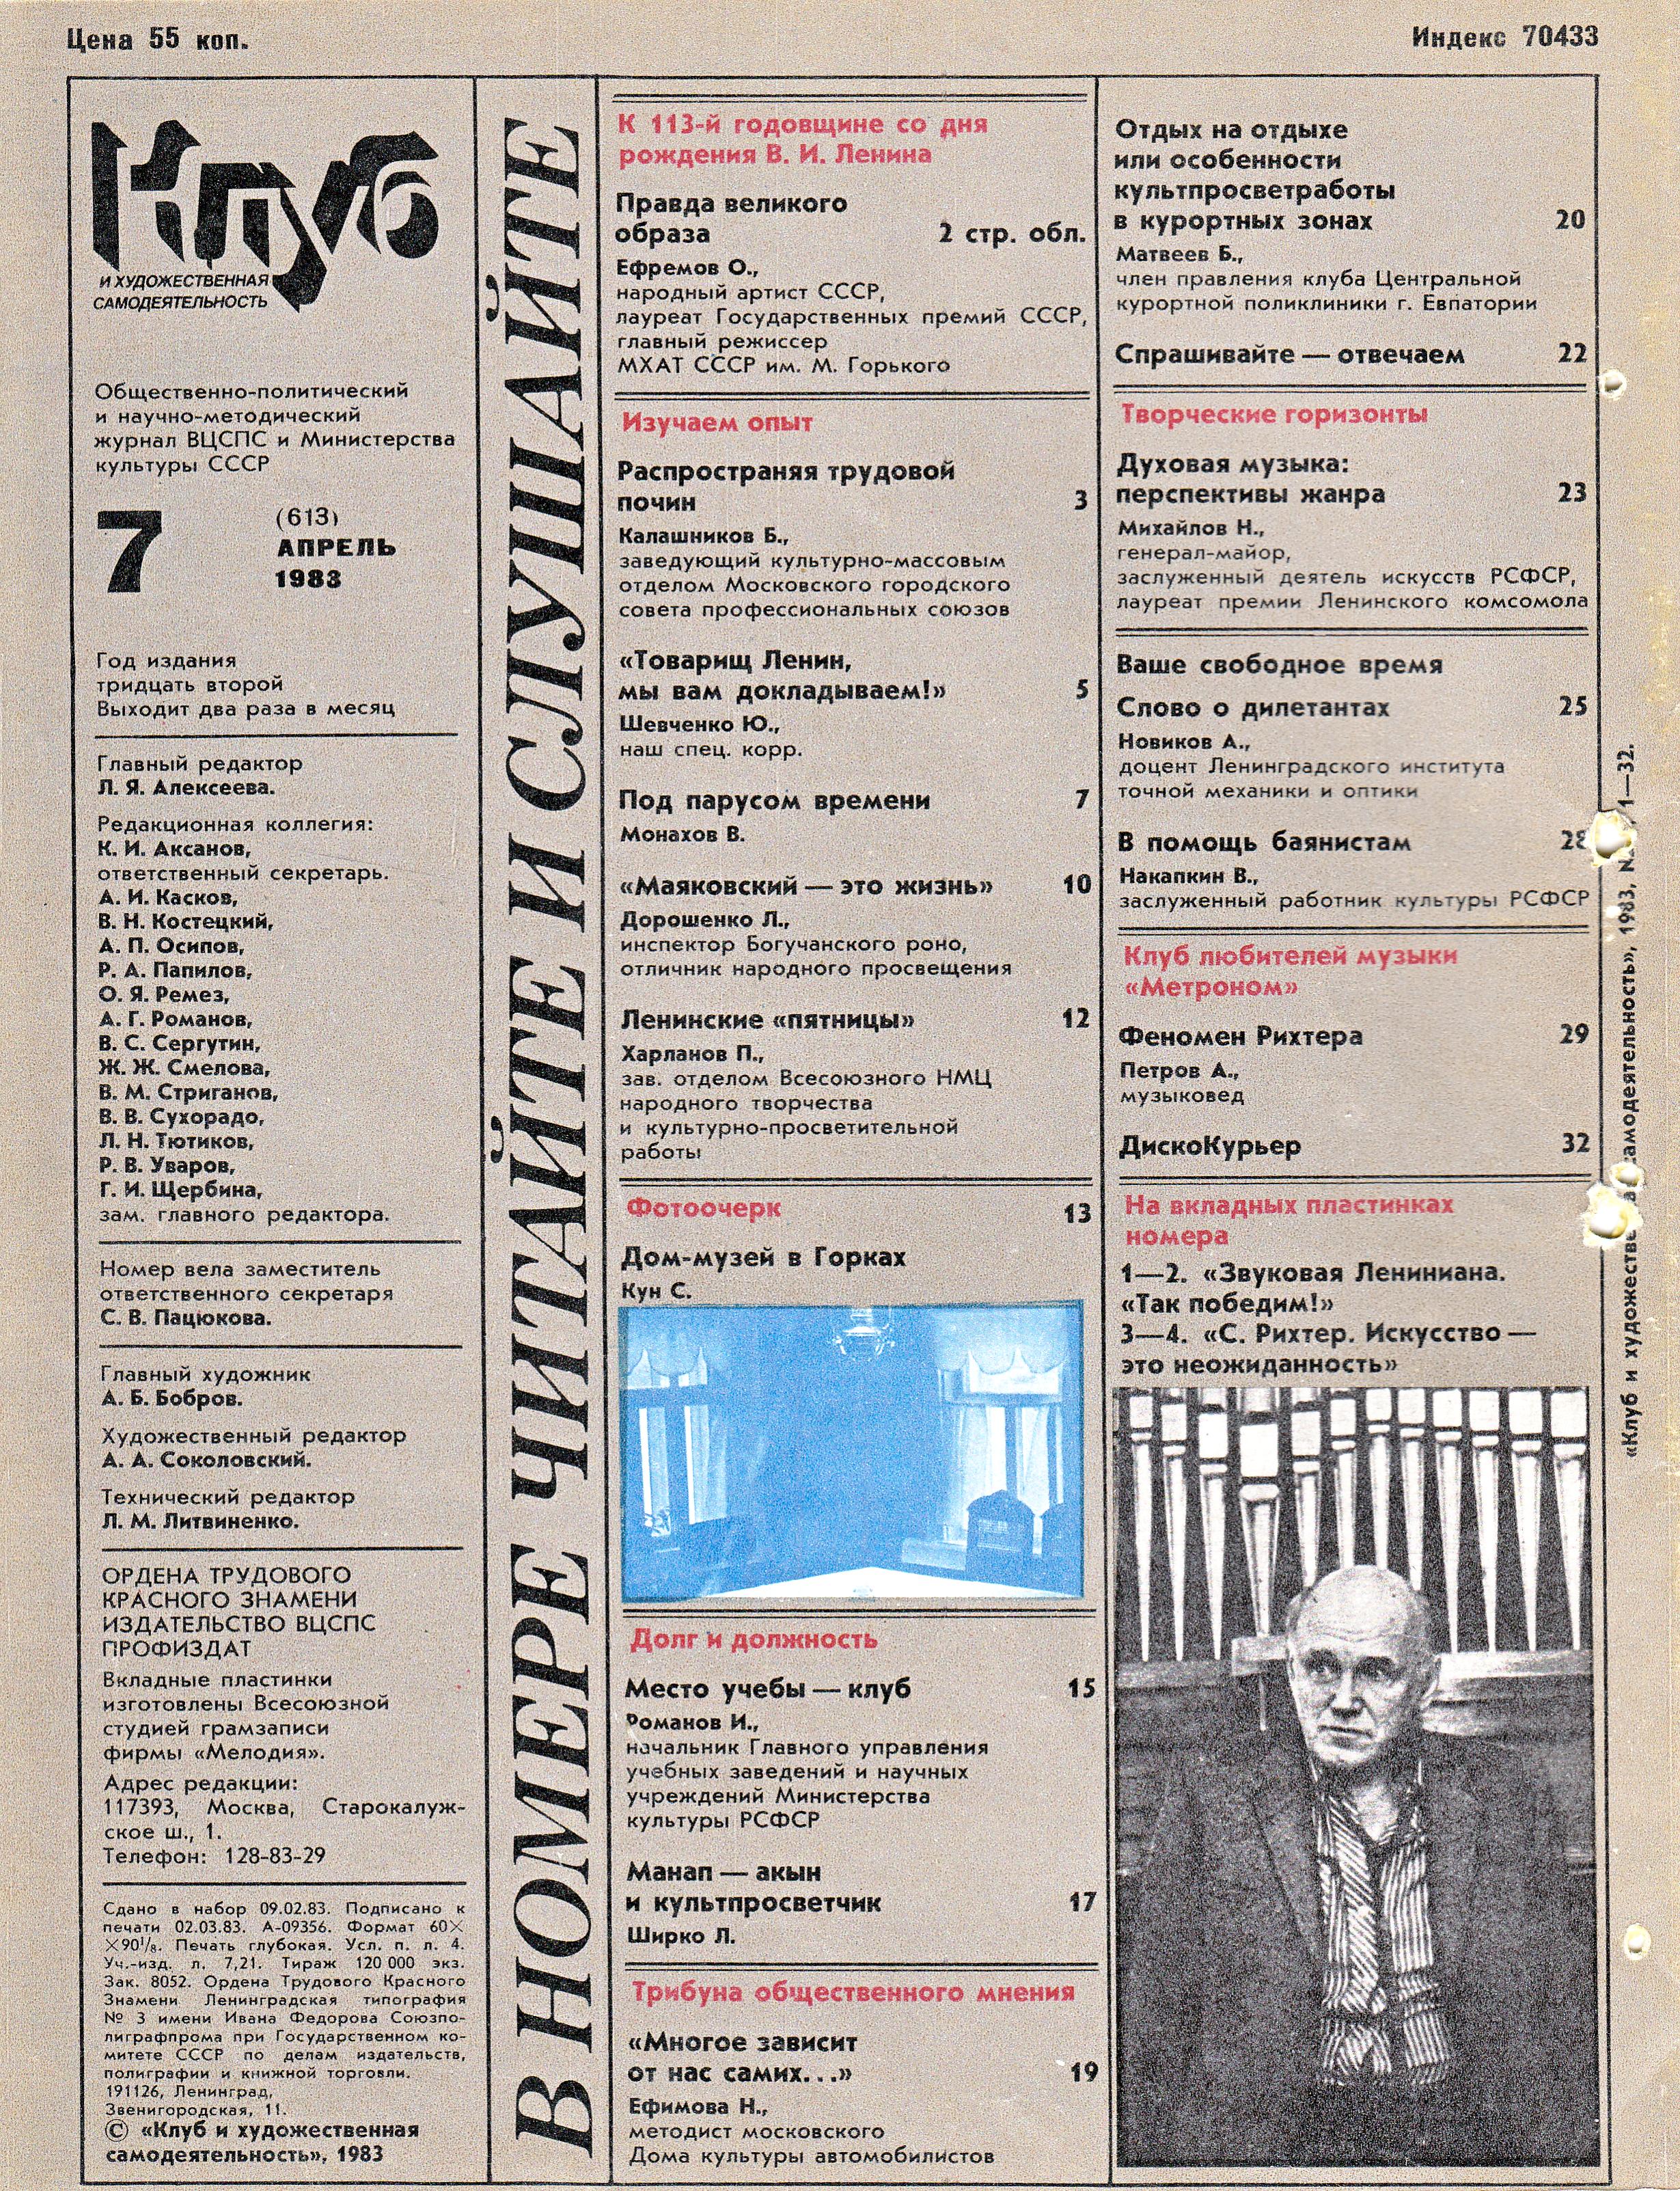 Цена 55 коп.
Индекс 70433
Клуб
И ХУДОЖЕСТВЕННАЯ
САМОДЕЯТЕЛЬНОСТЬ
Общественно-политический
и научно-методический
журнал ВЦСПС и Министерства
культуры СССР
7
(613)
АПРЕЛЬ
1983
Год издания
тридцать второй
Выходит два раза в месяц
Главный редактор
Л. Я. Алексеева.
Редакционная коллегия:
К. И. Аксанов,
ответственный секретарь.
А. И. Касков,
В. Н. Костецкий,
А. П. Осипов,
Р. А. Папилов,
О. Я. Ремез,
А. Г. Романов,
В. С. Сергутин,
Ж. Ж. Смелова,
В. М. Стриганов,
В. В. Сухорадо,
Л. Н. Тютиков,
Р. В. Уваров,
Г. И. Щербина,
зам. главного редактора.
Номер вела заместитель
ответственного секретаря
С. В. Пацюкова.
Главный художник
А. Б. Бобров.
Художественный редактор
А. А. Соколовский.
Технический редактор
Л. М. Литвиненко.
ОРДЕНА ТРУДОВОГО
КРАСНОГО ЗНАМЕНИ
ИЗДАТЕЛЬСТВО ВЦСПС
ПРОФИЗДАТ
Вкладные пластинки
изготовлены Всесоюзной
студией грамзаписи
фирмы «Мелодия».
Адрес редакции:
117393, Москва, Старокалуж-
ское ш., 1.
Телефон: 128-83-29
Сдано в набор 09.02.83. Подписано к
печати 02.03.83. А-09356. Формат 60×
×90¹/₈. Печать глубокая. Усл. п. л. 4.
Уч.-изд. л. 7,21. Тираж 120 000 экз.
Зак. 8052. Ордена Трудового Красного
Знамени Ленинградская типография
№ 3 имени Ивана Федорова Союзпо-
лиграфпрома при Государственном ко-
митете СССР по делам издательств,
полиграфии и книжной торговли.
191126, Ленинград,
Звенигородская, 11.
© «Клуб и художественная
самодеятельность», 1983
В НОМЕРЕ ЧИТАЙТЕ И СЛУШАЙТЕ
К 113-й годовщине со дня
рождения В. И. Ленина
Правда великого
образа 2 стр. обл.
Ефремов О.,
народный артист СССР,
лауреат Государственных премий СССР,
главный режиссер
МХАТ СССР им. М. Горького
Изучаем опыт
Распространяя трудовой
почин 3
Калашников Б.,
заведующий культурно-массовым
отделом Московского городского
совета профессиональных союзов
«Товарищ Ленин,
мы вам докладываем!» 5
Шевченко Ю.,
наш спец. корр.
Под парусом времени 7
Монахов В.
«Маяковский — это жизнь» 10
Дорошенко Л.,
инспектор Богучанского роно,
отличник народного просвещения
Ленинские «пятницы» 12
Харланов П.,
зав. отделом Всесоюзного НМЦ
народного творчества
и культурно-просветительной
работы
Фотоочерк 13
Дом-музей в Горках
Кун С.
Долг и должность
Место учебы — клуб 15
Романов И.,
начальник Главного управления
учебных заведений и научных
учреждений Министерства
культуры РСФСР
Манап — акын
и культпросветчик 17
Ширко Л.
Трибуна общественного мнения
«Многое зависит
от нас самих...» 19
Ефимова Н.,
методист московского
Дома культуры автомобилистов
Отдых на отдыхе
или особенности
культпросветработы
в курортных зонах 20
Матвеев Б.,
член правления клуба Центральной
курортной поликлиники г. Евпатории
Спрашивайте — отвечаем 22
Творческие горизонты
Духовая музыка:
перспективы жанра 23
Михайлов Н.,
генерал-майор,
заслуженный деятель искусств РСФСР,
лауреат премии Ленинского комсомола
Ваше свободное время
Слово о дилетантах 25
Новиков А.,
доцент Ленинградского института
точной механики и оптики
В помощь баянистам 28
Накапкин В.,
заслуженный работник культуры РСФСР
Клуб любителей музыки
«Метроном»
Феномен Рихтера 29
Петров А.,
музыковед
ДискоКурьер 32
На вкладных пластинках
номера
1—2. «Звуковая Лениниана.
«Так победим!»
3—4. «С. Рихтер. Искусство —
это неожиданность»
«Клуб и художестве самодеятельность», 1983, 1—32.